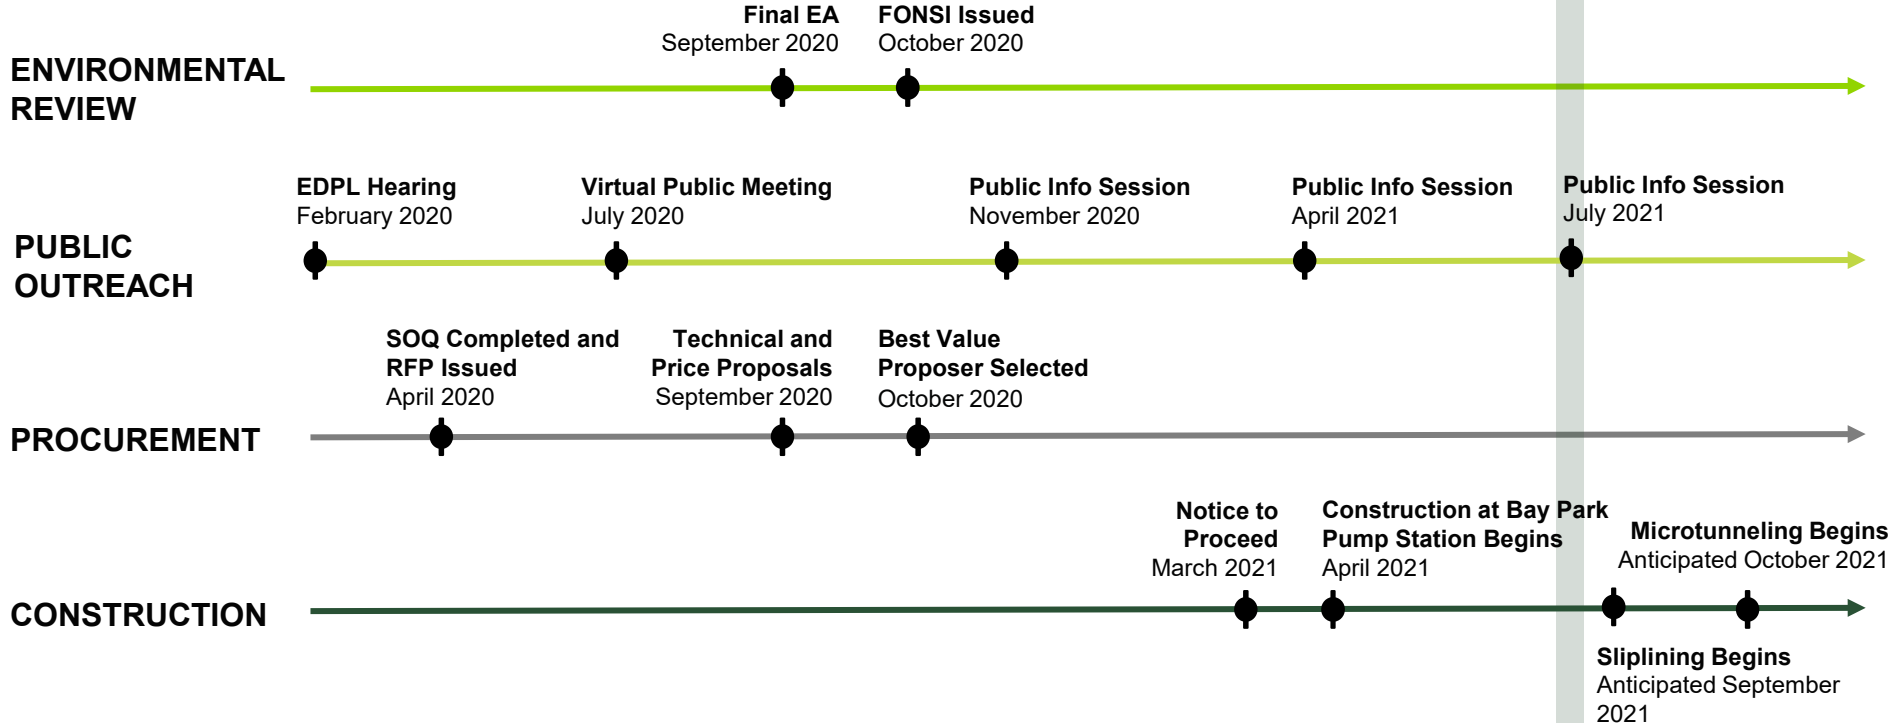 Final EA
September 2020
FONSI Issued
October 2020
ENVIRONMENTAL
REVIEW
EDPL Hearing
February 2020
Virtual Public Meeting
July 2020
Public Info Session
November 2020
Public Info Session
April 2021
Public Info Session
July 2021
PUBLIC
OUTREACH
SOQ Completed and
RFP Issued
April 2020
Technical and
Price Proposals
September 2020
Best Value
Proposer Selected
October 2020
PROCUREMENT
Notice to
Proceed
March 2021
Construction at Bay Park
Pump Station Begins
April 2021
Microtunneling Begins
Anticipated October 2021
CONSTRUCTION
Sliplining Begins
Anticipated September
2021